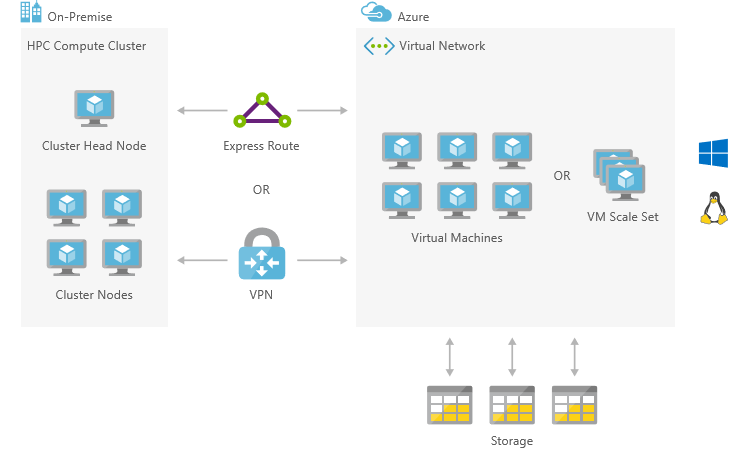 On-Premise
HPC Compute Cluster
Cluster Head Node
Cluster Nodes
Express Route
OR
VPN
Azure
Virtual Network
Virtual Machines
OR
VM Scale Set
Storage